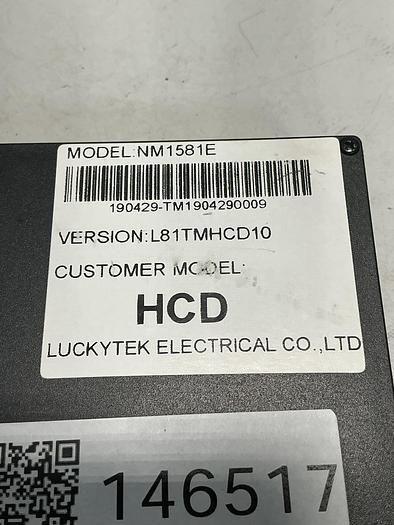 MODEL:NM1581E
190429-TM1904290009
VERSION:L81TMHCD10
CUSTOMER MODEL:
HCD
LUCKYTEK ELECTRICAL CO.,LTD
146517